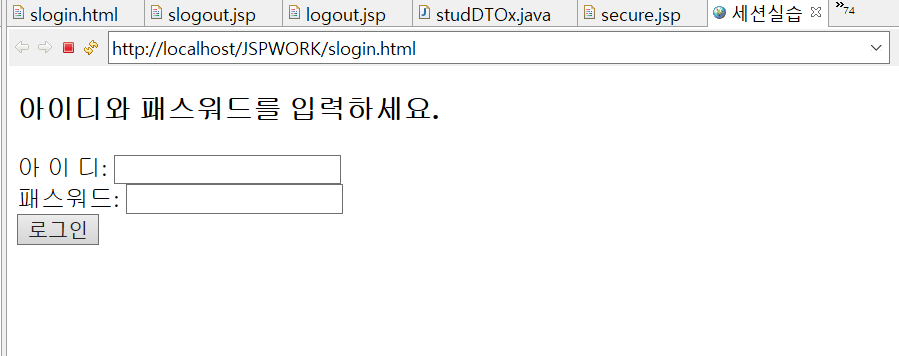 slogin.html slogout.jsp logout.jsp studDTOx.java secure.jsp 세션실습 74
http://localhost/JSPWORK/slogin.html
아이디와 패스워드를 입력하세요.
아 이 디:
패스워드:
로그인